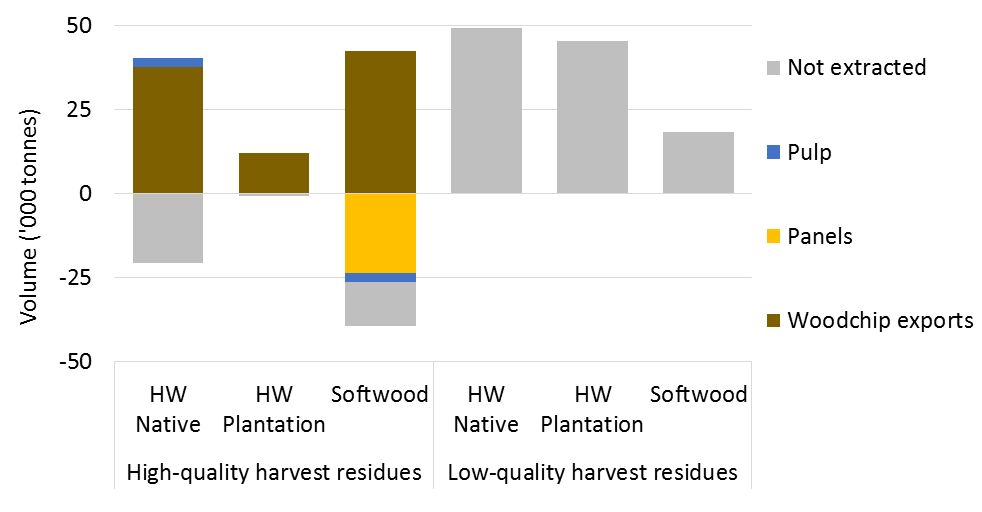 Volume ('000 tonnes)
50
25
0
-25
-50
HW Native
HW Plantation
Softwood
HW Native
HW Plantation
Softwood
High-quality harvest residues
Low-quality harvest residues
Not extracted
Pulp
Panels
Woodchip exports